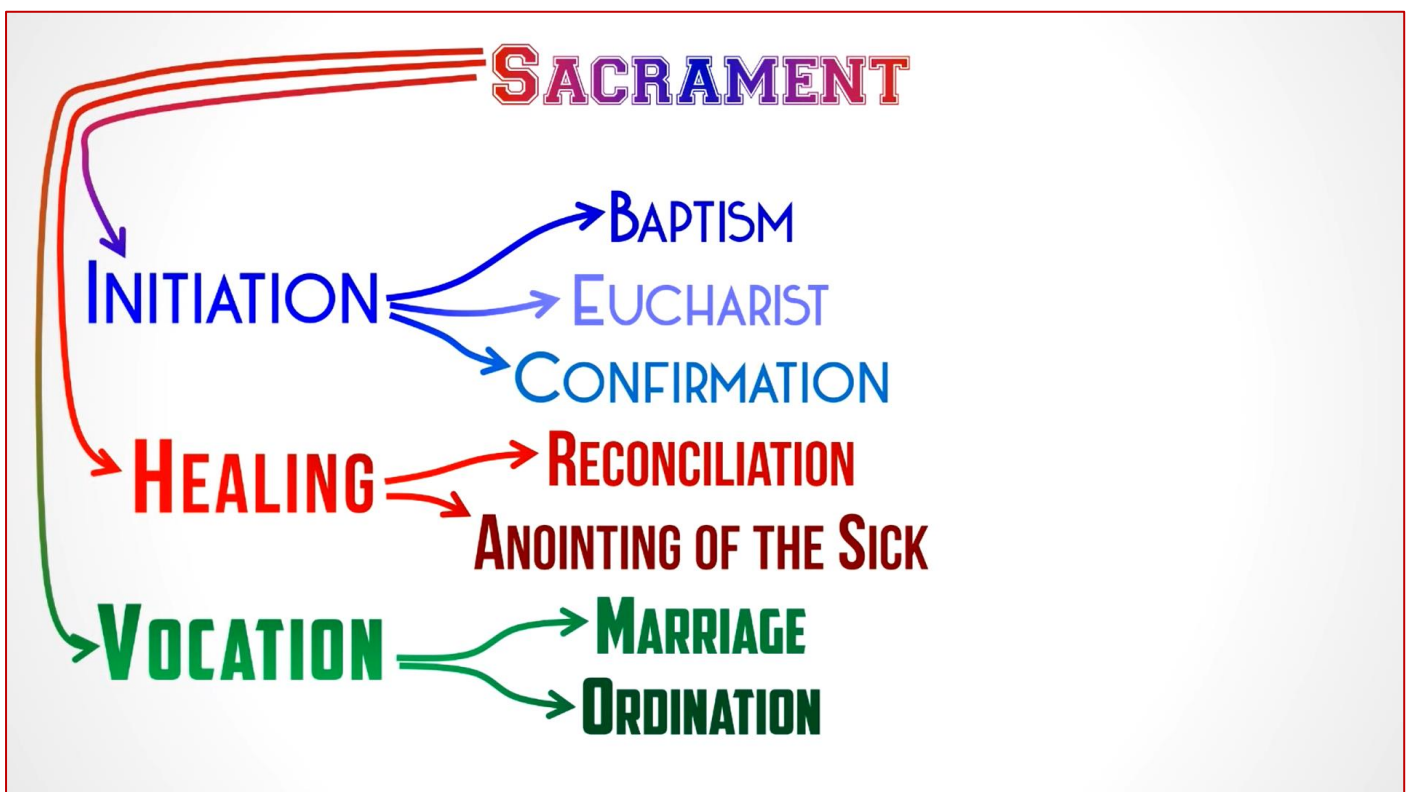 SACRAMENT
INITIATION
BAPTISM
EUCHARIST
CONFIRMATION
HEALING
RECONCILIATION
ANOINTING OF THE SICK
VOCATION
MARRIAGE
ORDINATION